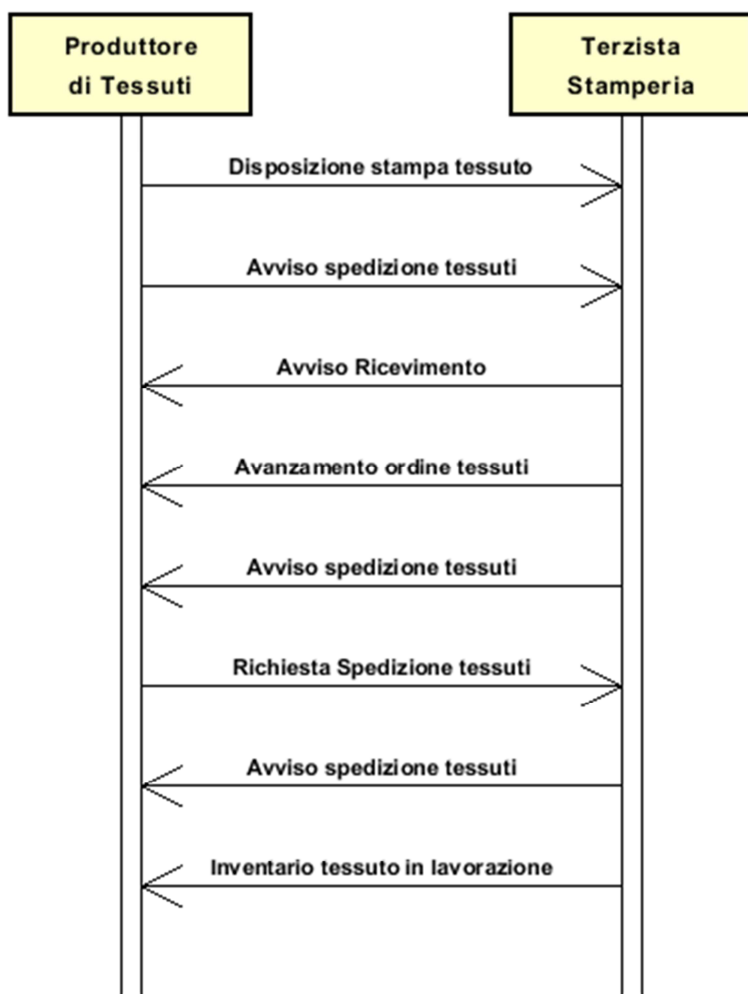 Produttore
di Tessuti
Terzista
Stamperia
Disposizione stampa tessuto
Avviso spedizione tessuti
Avviso Ricevimento
Avanzamento ordine tessuti
Avviso spedizione tessuti
Richiesta Spedizione tessuti
Avviso spedizione tessuti
Inventario tessuto in lavorazione